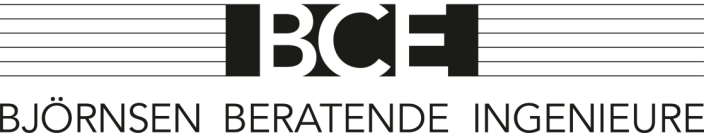 BCE
BJÖRNSEN BERATENDE INGENIEURE